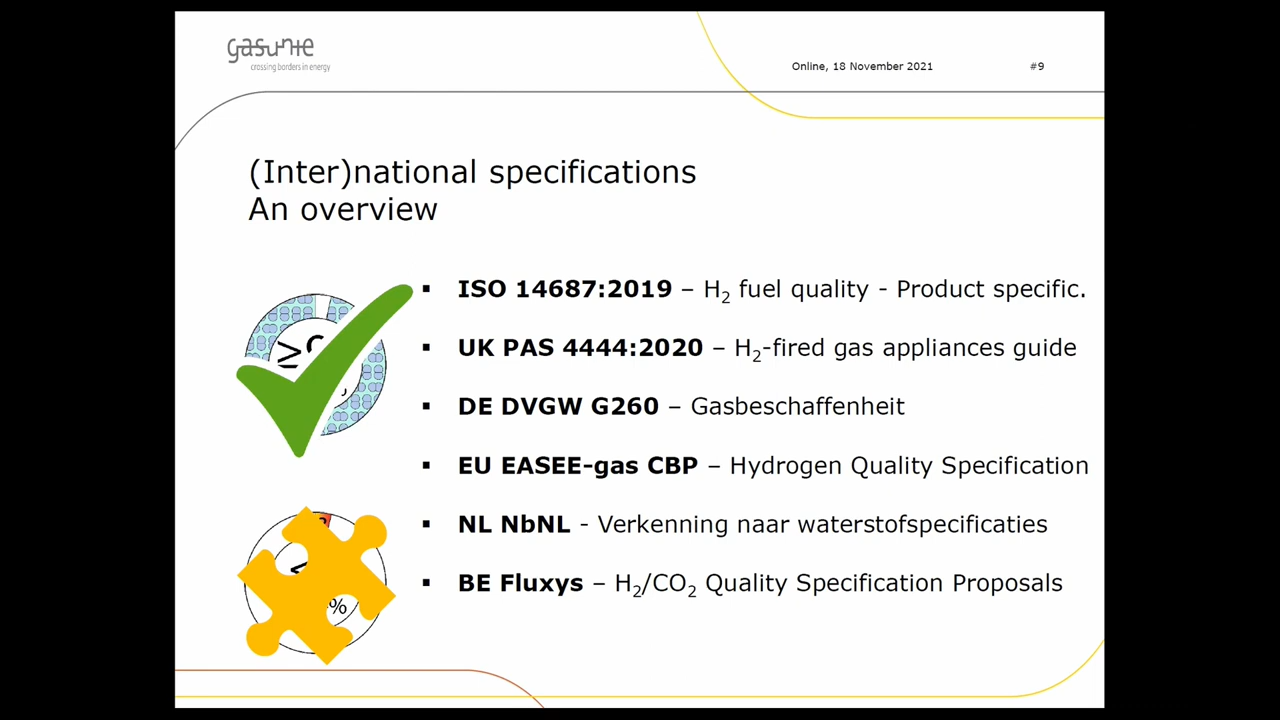 gasunie
crossing borders in energy
Online, 18 November 2021 #9
(Inter)national specifications
An overview
▪ ISO 14687:2019 – H₂ fuel quality - Product specific.
▪ UK PAS 4444:2020 – H₂-fired gas appliances guide
▪ DE DVGW G260 – Gasbeschaffenheit
▪ EU EASEE-gas CBP – Hydrogen Quality Specification
▪ NL NbNL - Verkenning naar waterstofspecificaties
▪ BE Fluxys – H₂/CO₂ Quality Specification Proposals
≥
%